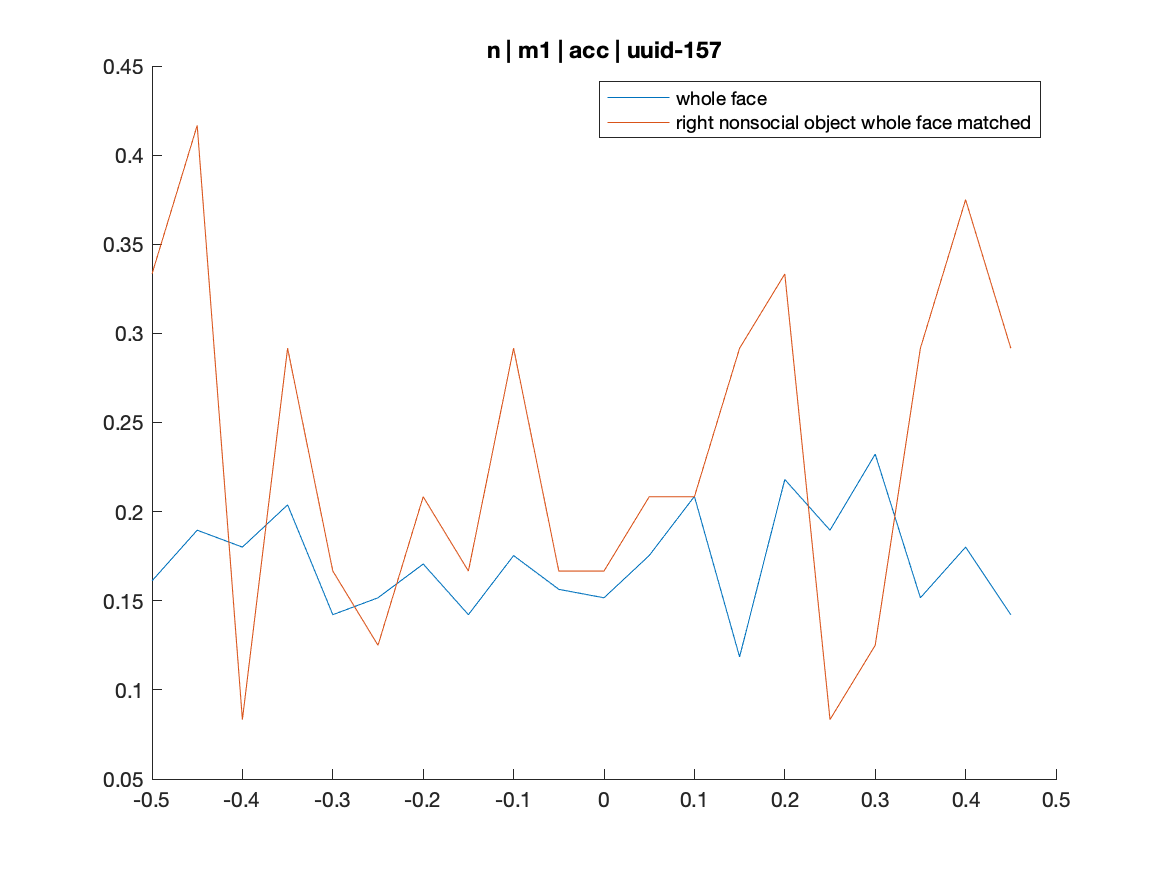 n | m1 | acc | uuid-157
whole face
right nonsocial object whole face matched
0.45
0.4
0.35
0.3
0.25
0.2
0.15
0.1
0.05
-0.5 -0.4 -0.3 -0.2 -0.1 0 0.1 0.2 0.3 0.4 0.5